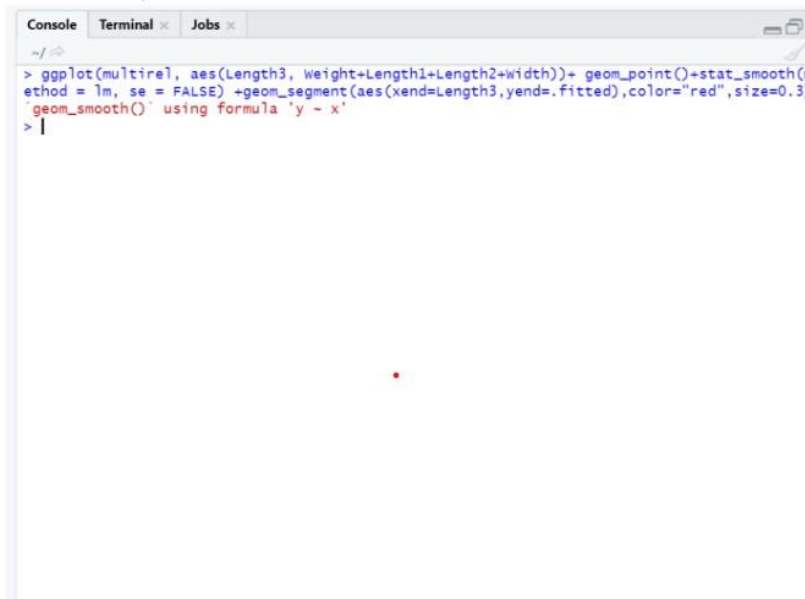 Console Terminal × Jobs ×
~/
> ggplot(multirel, aes(Length3, Weight+Length1+Length2+Width))+ geom_point()+stat_smooth(m
ethod = lm, se = FALSE) +geom_segment(aes(xend=Length3,yend=.fitted),color="red",size=0.3)
`geom_smooth()` using formula 'y ~ x'
>